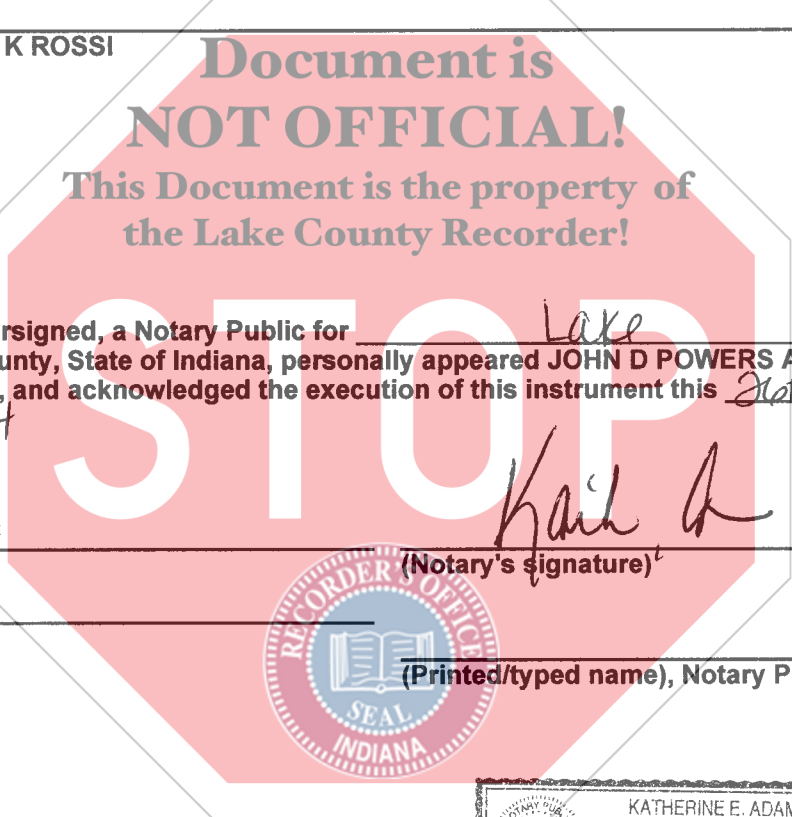 K ROSSI
Document is
NOT OFFICIAL!
This Document is the property of
the Lake County Recorder!
STOP
rsigned, a Notary Public for Lake
unty, State of Indiana, personally appeared JOHN D POWERS A
, and acknowledged the execution of this instrument this 26t
(Notary's signature)
RECORDER'S OFFICE
SEAL
INDIANA
(Printed/typed name), Notary P
KATHERINE E. ADAM